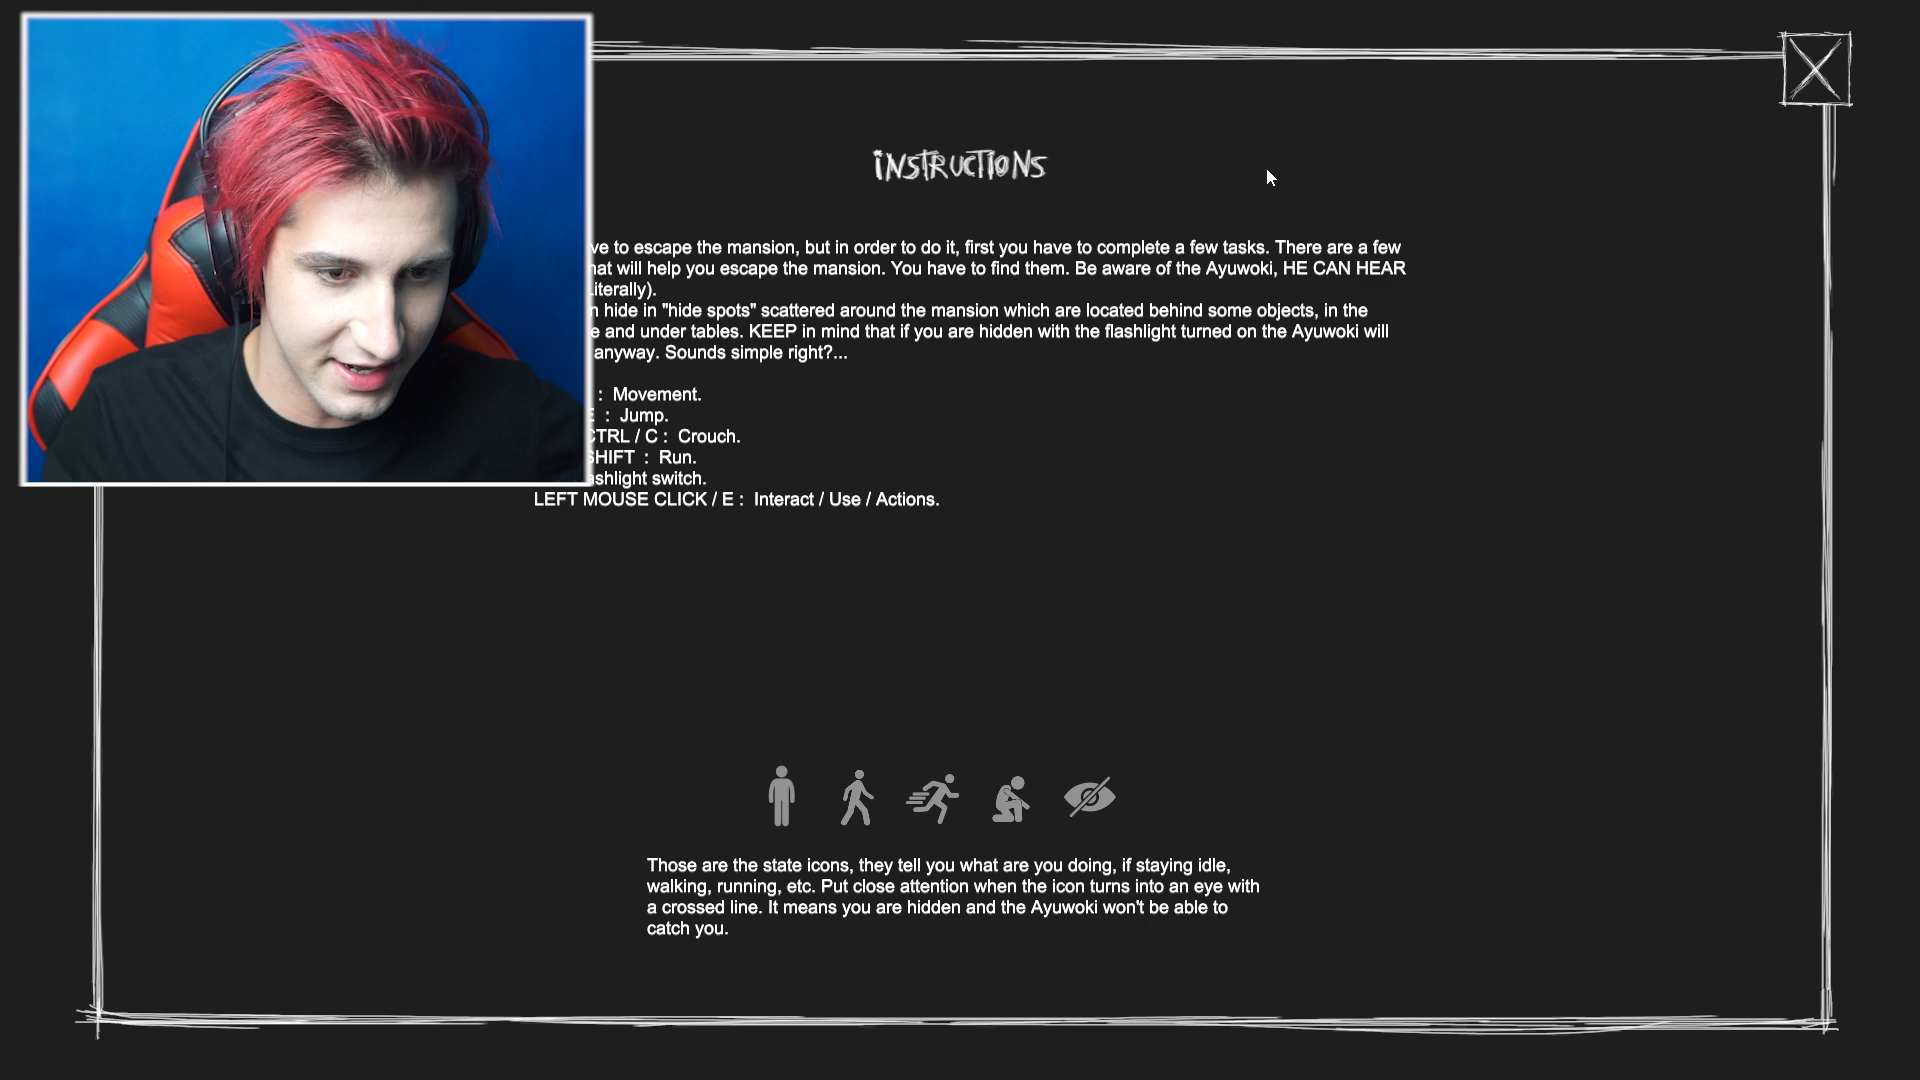 INSTRUCTIONS
to escape the mansion, but in order to do it, first you have to complete a few tasks. There are a few
will help you escape the mansion. You have to find them. Be aware of the Ayuwoki, HE CAN HEAR
hide in "hide spots" scattered around the mansion which are located behind some objects, in the
and under tables. KEEP in mind that if you are hidden with the flashlight turned on the Ayuwoki will
anyway. Sounds simple right?...
: Movement.
: Jump.
CTRL / C : Crouch.
SHIFT : Run.
switch.
LEFT MOUSE CLICK / E : Interact / Use / Actions.
Those are the state icons, they tell you what are you doing, if staying idle,
walking, running, etc. Put close attention when the icon turns into an eye with
a crossed line. It means you are hidden and the Ayuwoki won't be able to
catch you.